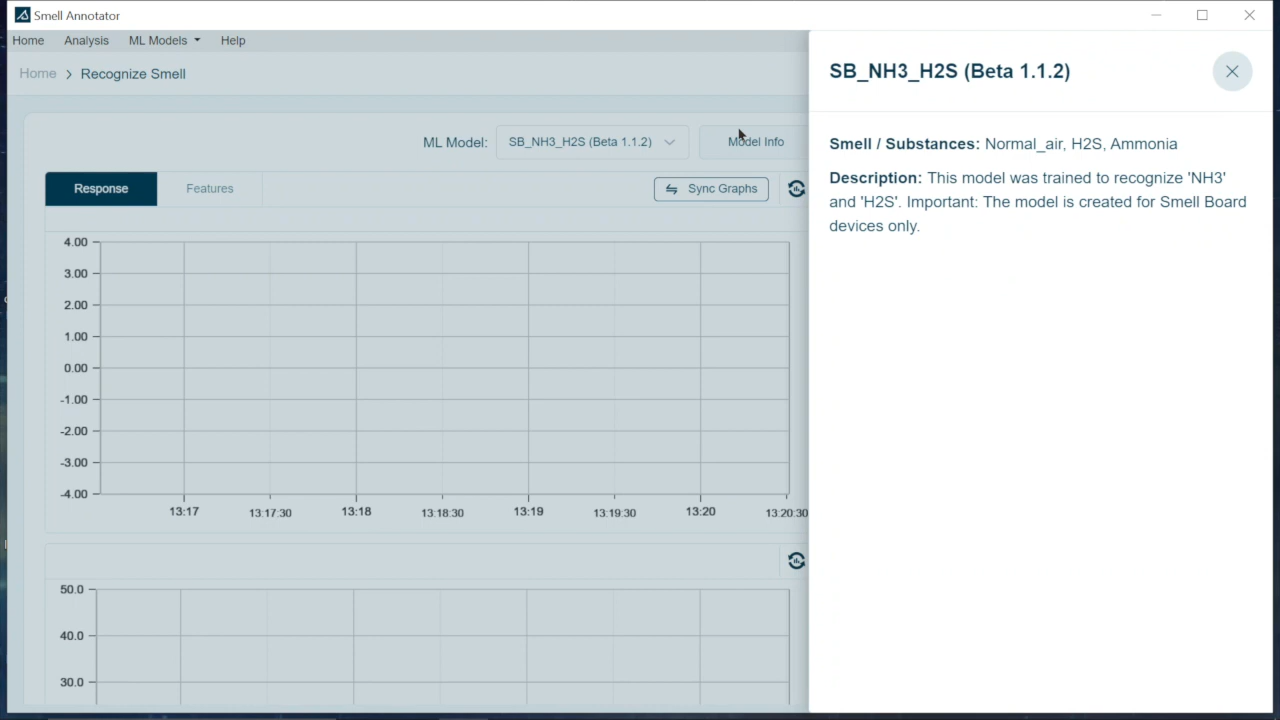 Smell Annotator
Home Analysis ML Models Help
Home > Recognize Smell
ML Model: SB_NH3_H2S (Beta 1.1.2) Model Info
Response Features Sync Graphs
4.00
3.00
2.00
1.00
0.00
-1.00
-2.00
-3.00
-4.00
13:17 13:17:30 13:18 13:18:30 13:19 13:19:30 13:20 13:20:30
50.0
40.0
30.0
SB_NH3_H2S (Beta 1.1.2)
Smell / Substances: Normal_air, H2S, Ammonia
Description: This model was trained to recognize 'NH3'
and 'H2S'. Important: The model is created for Smell Board
devices only.